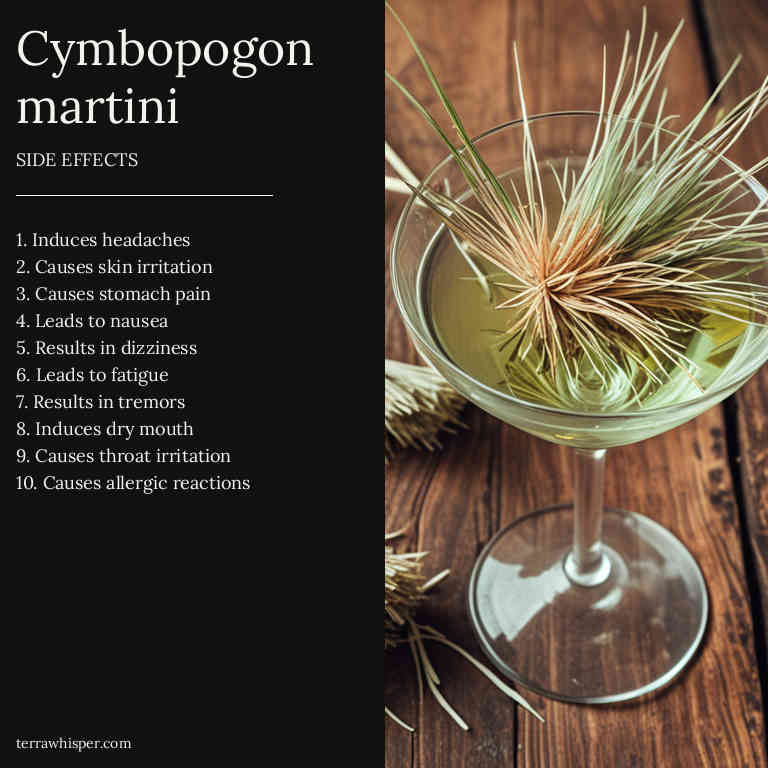 Cymbopogon
martini
SIDE EFFECTS
1. Induces headaches
2. Causes skin irritation
3. Causes stomach pain
4. Leads to nausea
5. Results in dizziness
6. Leads to fatigue
7. Results in tremors
8. Induces dry mouth
9. Causes throat irritation
10. Causes allergic reactions
terrawhisper.com